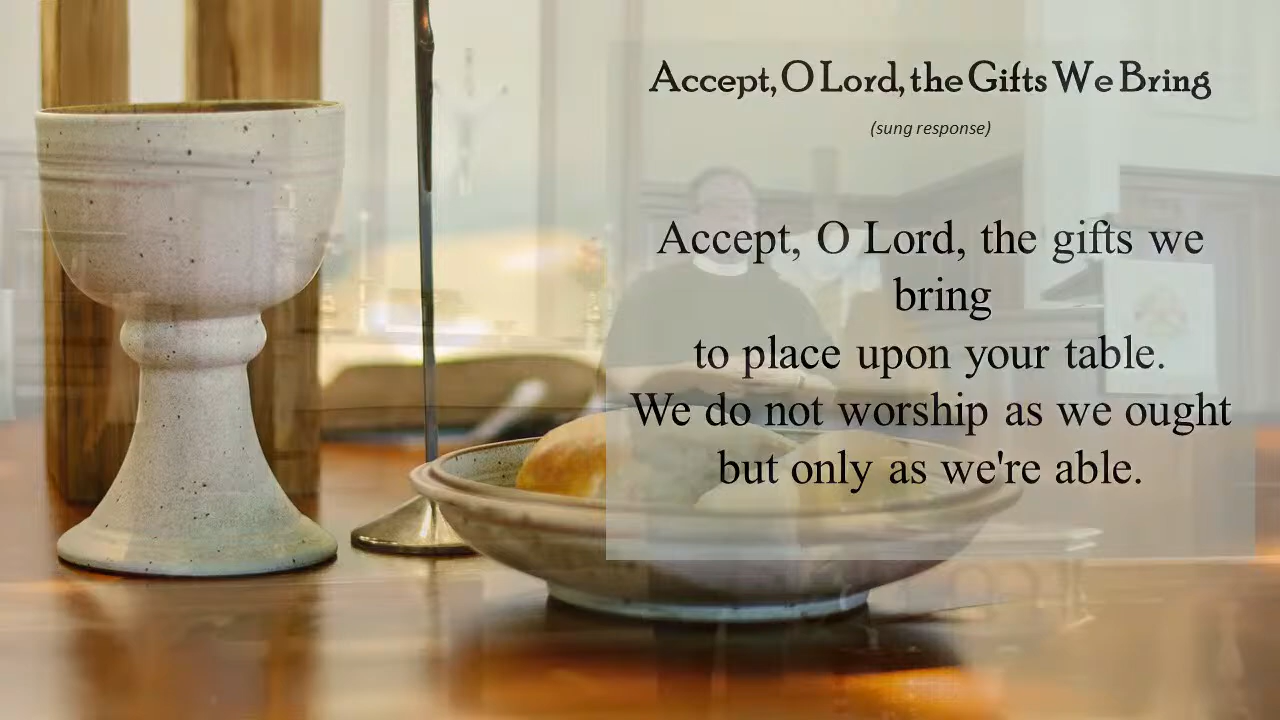 Accept, O Lord, the Gifts We Bring
(sung response)
Accept, O Lord, the gifts we
bring
to place upon your table.
We do not worship as we ought
but only as we're able.